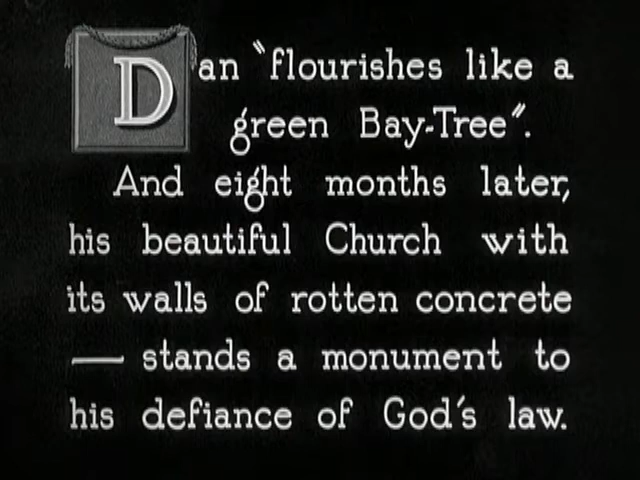 Dan "flourishes like a
green Bay-Tree".
And eight months later,
his beautiful Church with
its walls of rotten concrete
— stands a monument to
his defiance of God's law.